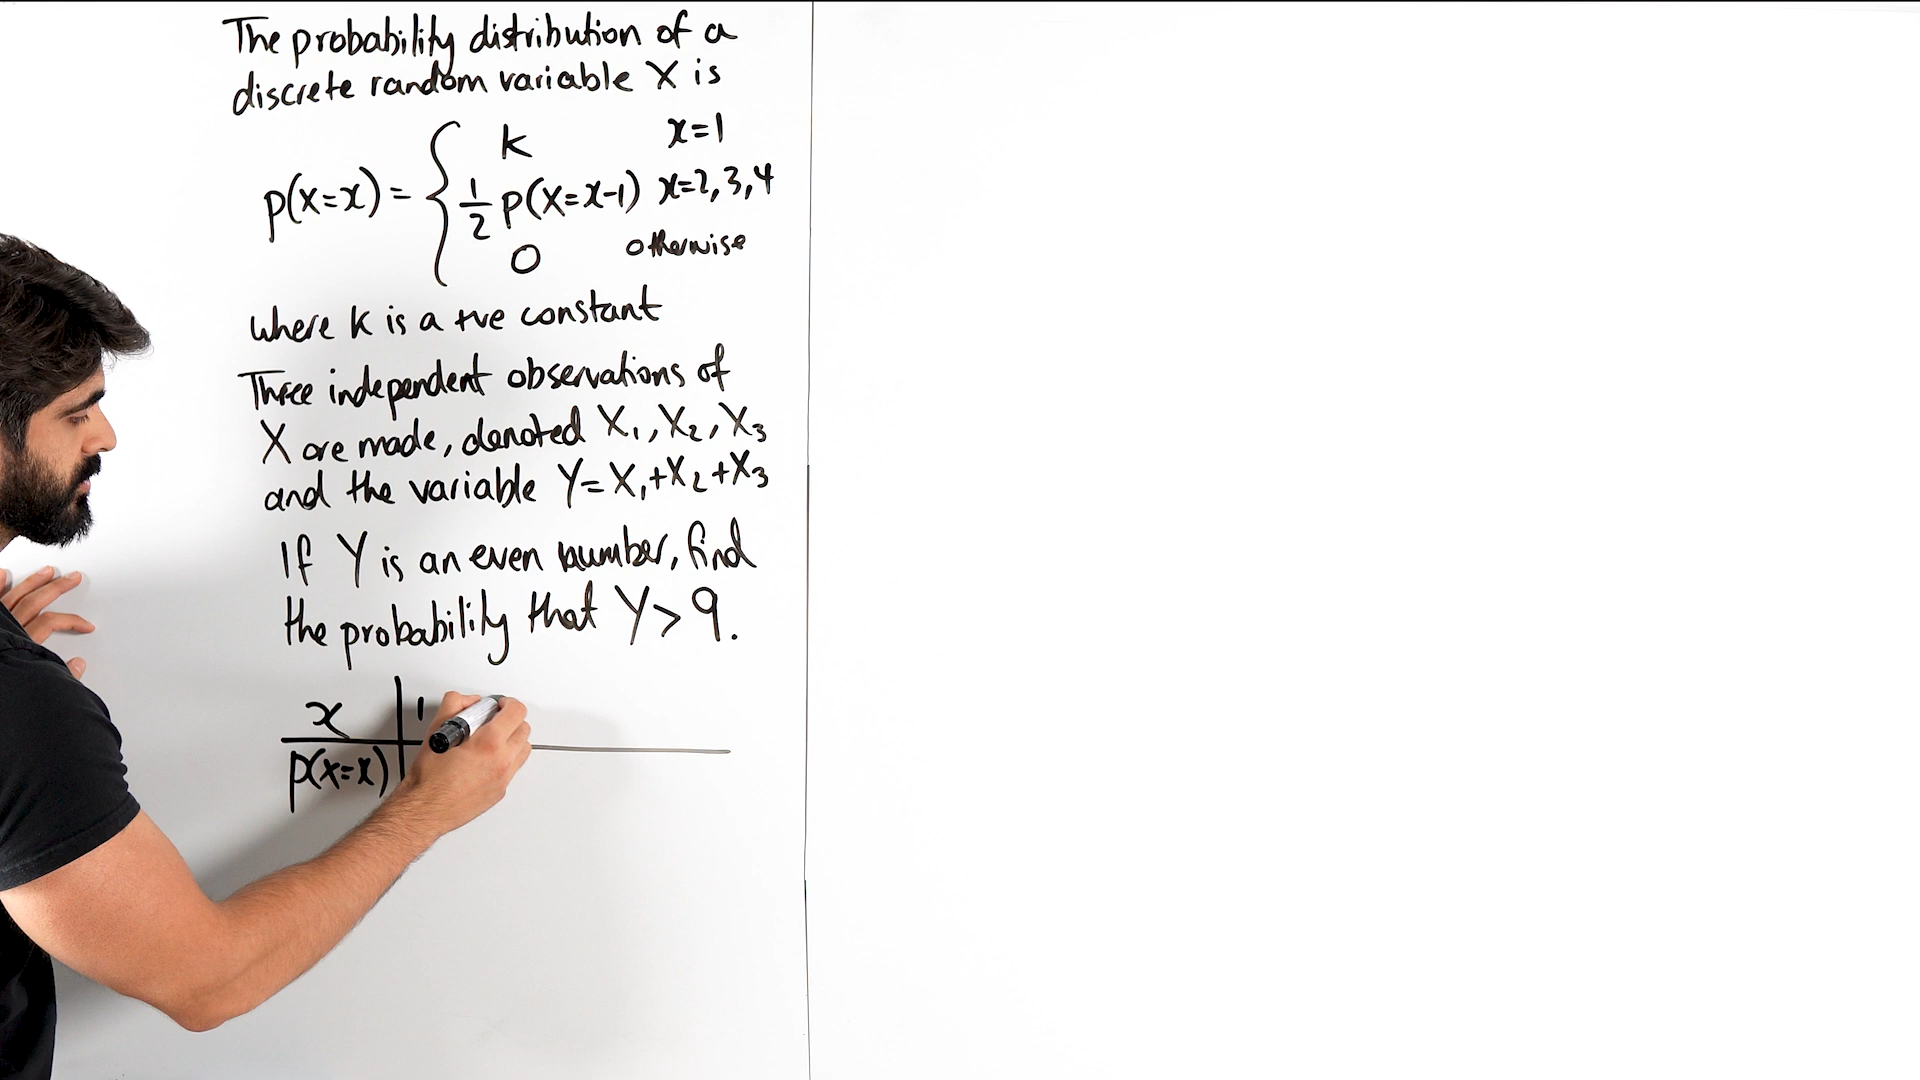 The probability distribution of a
discrete random variable X is
p(X=x) = { k x=1
1/2 p(X=x-1) x=2,3,4
0 otherwise
where k is a +ve constant
Three independent observations of
X are made, denoted X₁, X₂, X₃
and the variable Y=X₁+X₂+X₃
If Y is an even number, find
the probability that Y>9.
x | 1
p(X=x)